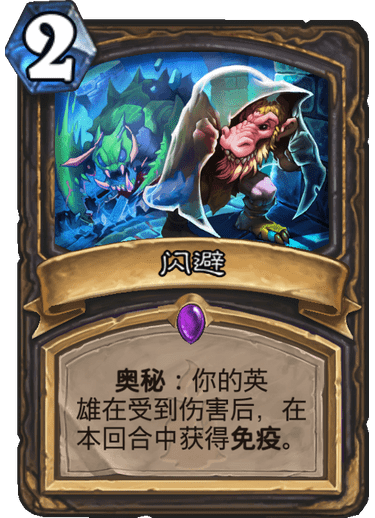 2
闪避
奥秘：你的英
雄在受到伤害后，在
本回合中获得免疫。